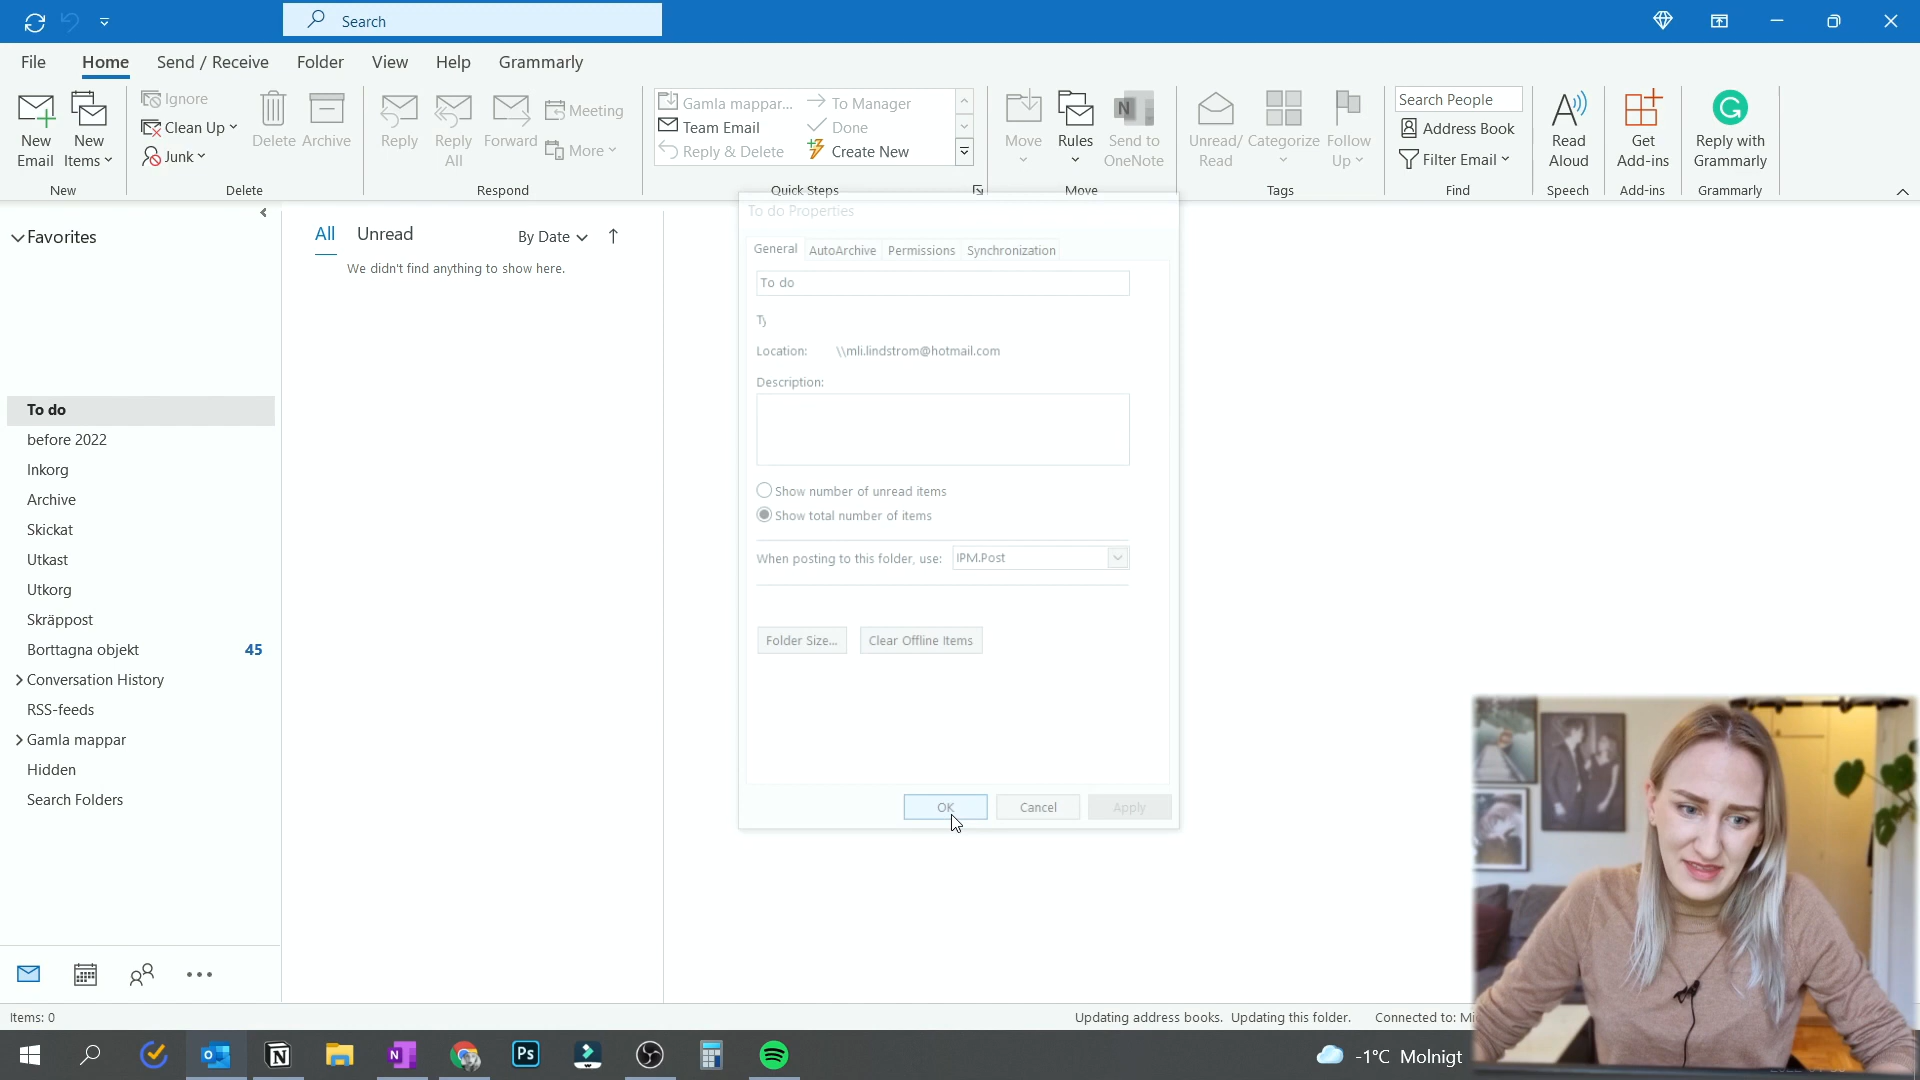 Search
File Home Send / Receive Folder View Help Grammarly
New Email
New Items
Ignore
Clean Up
Junk
Delete
Archive
Reply
Reply All
Forward
Meeting
More
Gamla mappar...
Team Email
Reply & Delete
To Manager
Done
Create New
Move
Rules
Send to OneNote
Unread/ Read
Categorize
Follow Up
Search People
Address Book
Filter Email
Read Aloud
Get Add-ins
Reply with Grammarly
New Delete Respond Quick Steps Move Tags Find Speech Add-ins Grammarly
Favorites
To do
before 2022
Inkorg
Archive
Skickat
Utkast
Utkorg
Skräppost
Borttagna objekt 45
Conversation History
RSS-feeds
Gamla mappar
Hidden
Search Folders
All Unread By Date
We didn't find anything to show here.
To do Properties
General AutoArchive Permissions Synchronization
To do
Ty
Location: \\mli.lindstrom@hotmail.com
Description:
Show number of unread items
Show total number of items
When posting to this folder, use: IPM.Post
Folder Size... Clear Offline Items
OK Cancel Apply
Items: 0
Updating address books. Updating this folder. Connected to: Mi
N
Ps
-1°C Molnigt